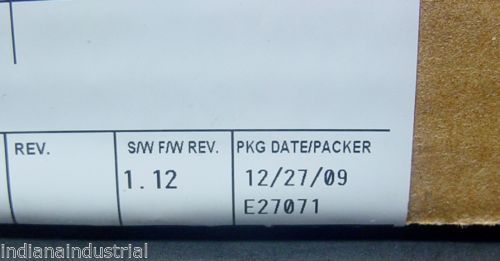 REV.
S/W F/W REV.
PKG DATE/PACKER
1.12
12/27/09
E27071
indianaindustrial